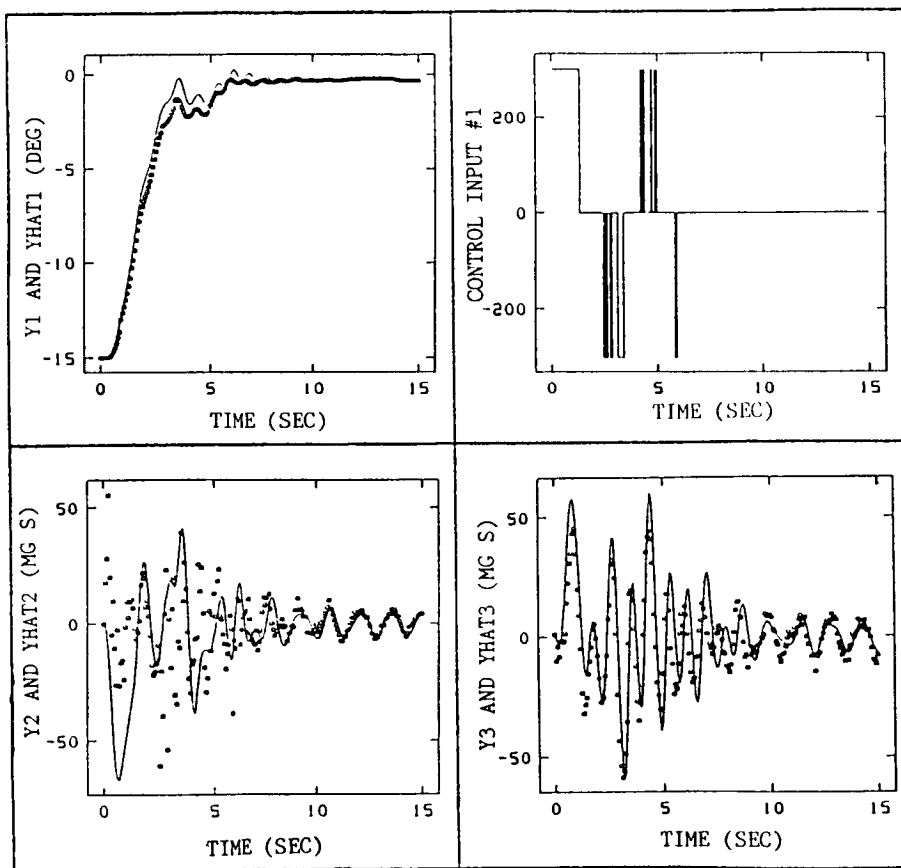 Y1 AND YHAT1 (DEG)
0
-5
-10
-15
0 5 10 15
TIME (SEC)
CONTROL INPUT #1
200
0
-200
0 5 10 15
TIME (SEC)
Y2 AND YHAT2 (MG S)
50
0
-50
0 5 10 15
TIME (SEC)
Y3 AND YHAT3 (MG S)
50
0
-50
0 5 10 15
TIME (SEC)